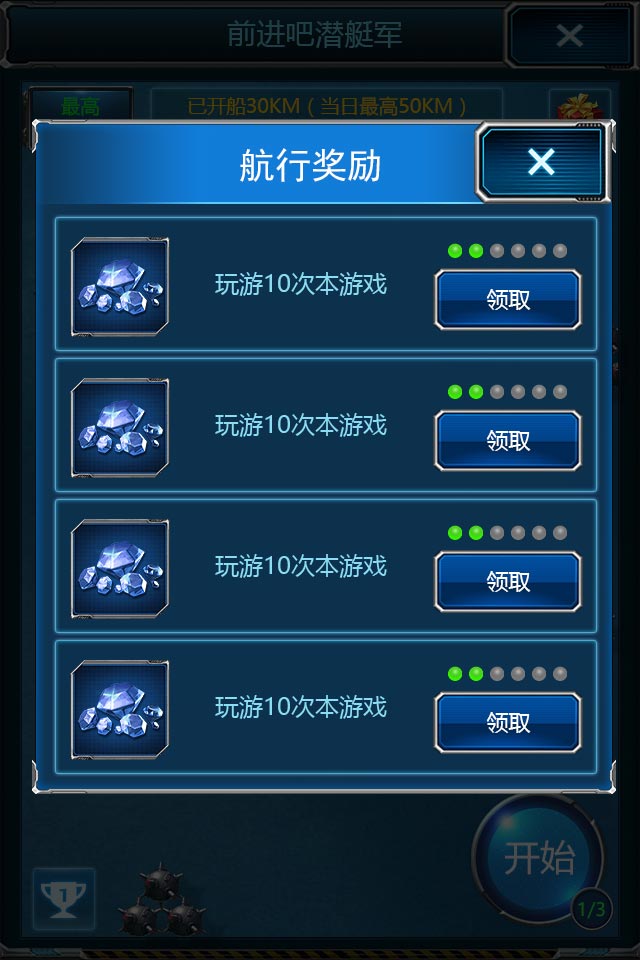 前进吧潜艇军
最高
已开船30KM（当日最高50KM）
航行奖励
玩游10次本游戏
领取
玩游10次本游戏
领取
玩游10次本游戏
领取
玩游10次本游戏
领取
开始
1
1/3